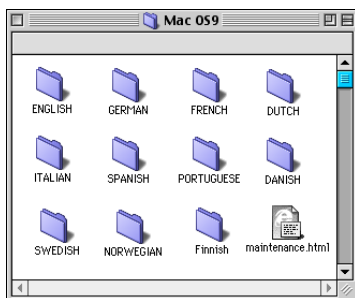 Mac OS9
ENGLISH GERMAN FRENCH DUTCH
ITALIAN SPANISH PORTUGUESE DANISH
SWEDISH NORWEGIAN Finnish maintenance.html